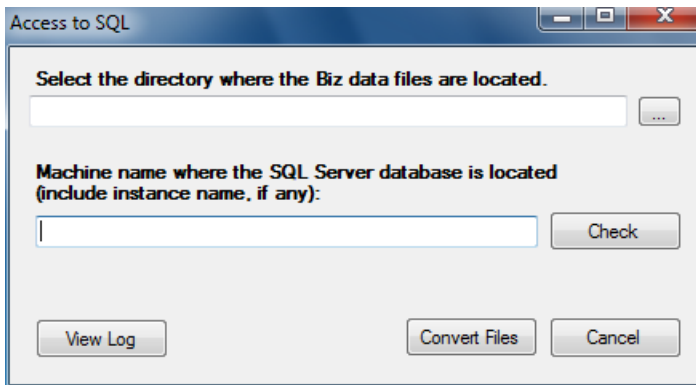 Access to SQL
Select the directory where the Biz data files are located.
...
Machine name where the SQL Server database is located
(include instance name, if any):
Check
View Log
Convert Files
Cancel